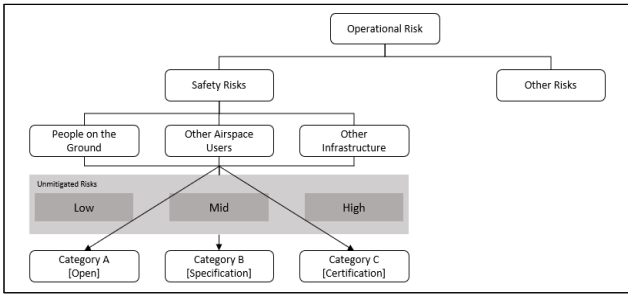 Operational Risk
Safety Risks
Other Risks
People on the
Ground
Other Airspace
Users
Other
Infrastructure
Unmitigated Risks
Low
Mid
High
Category A
[Open]
Category B
[Specification]
Category C
[Certification]